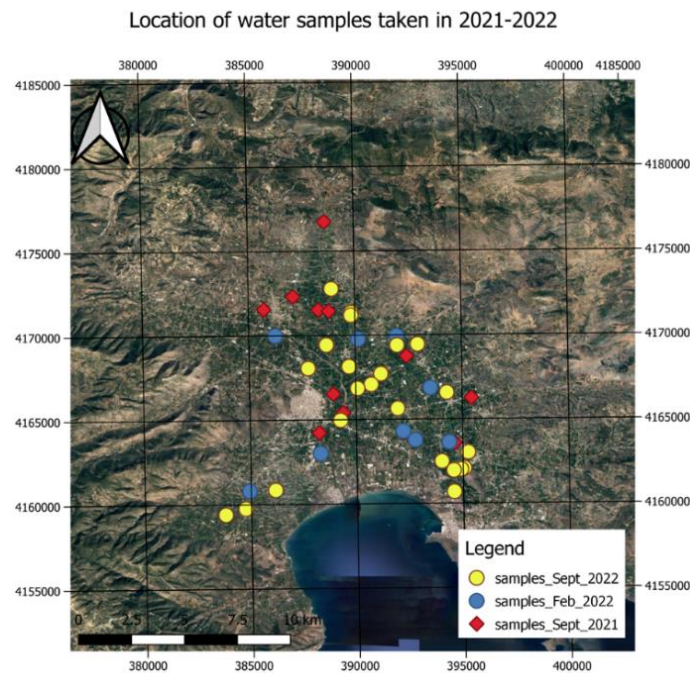 Location of water samples taken in 2021-2022
380000 385000 390000 395000 400000 4185000
4185000
4180000 4180000
4175000 4175000
4170000 4170000
4165000 4165000
4160000 4160000
Legend
samples_Sept_2022
4155000 4155000
samples_Feb_2022
0 2.5 5 7.5 10 km
samples_Sept_2021
380000 385000 390000 395000 400000